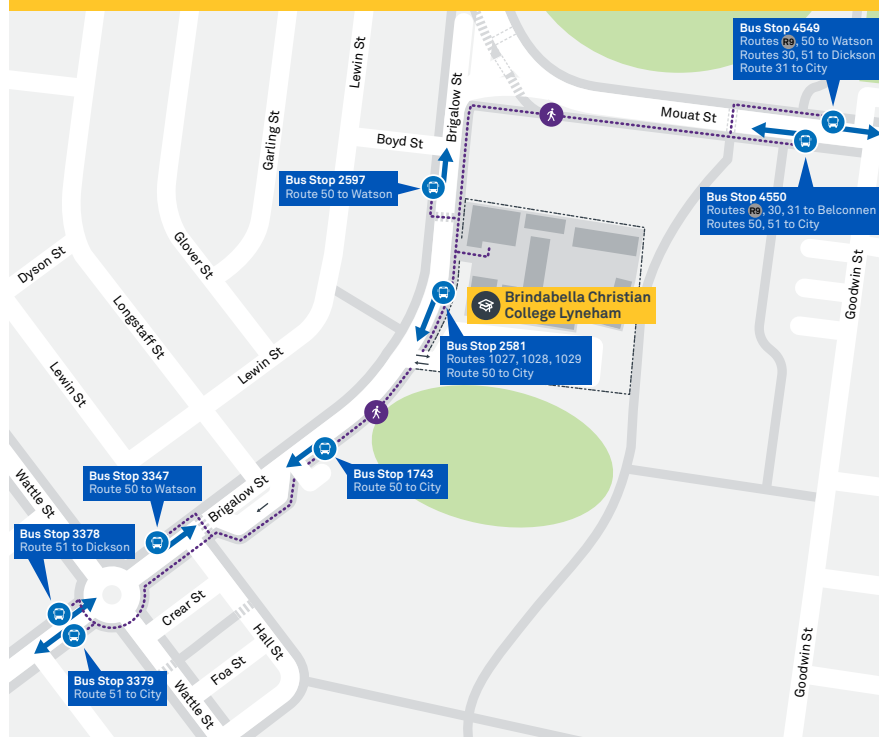 Bus Stop 4549
Routes R9, 50 to Watson
Routes 30, 51 to Dickson
Route 31 to City
Lewin St
Brigalow St
Garling St
Mouat St
Boyd St
Bus Stop 2597
Route 50 to Watson
Bus Stop 4550
Routes R9, 30, 31 to Belconnen
Routes 50, 51 to City
Dyson St
Glover St
Goodwin St
Longstaff St
Brindabella Christian
College Lyneham
Bus Stop 2581
Routes 1027, 1028, 1029
Route 50 to City
Lewin St
Lewin St
Bus Stop 3347
Route 50 to Watson
Bus Stop 1743
Route 50 to City
Wattle St
Brigalow St
Bus Stop 3378
Route 51 to Dickson
Crear St
Hall St
Foa St
Goodwin St
Bus Stop 3379
Route 51 to City
Wattle St